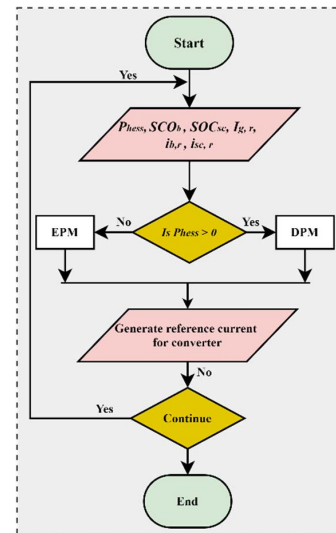 Start
Yes
Phess, SCOb, SOCsc, Ig, r,
ib,r, isc, r
No
Is Phess > 0
Yes
EPM
DPM
Generate reference current
for converter
No
Yes
Continue
End